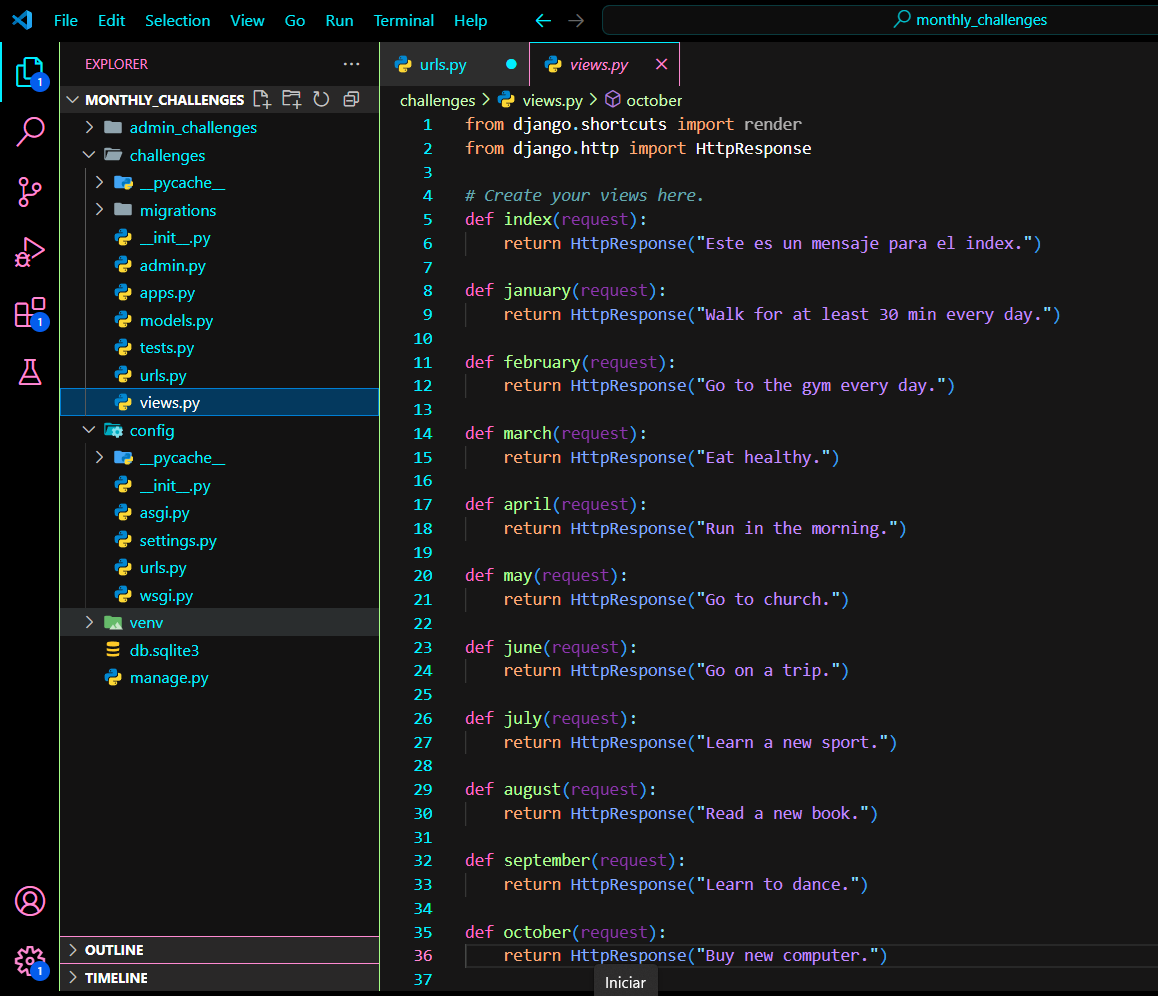 File Edit Selection View Go Run Terminal Help
monthly_challenges
EXPLORER
MONTHLY_CHALLENGES
admin_challenges
challenges
__pycache__
migrations
__init__.py
admin.py
apps.py
models.py
tests.py
urls.py
views.py
config
__pycache__
__init__.py
asgi.py
settings.py
urls.py
wsgi.py
venv
db.sqlite3
manage.py
OUTLINE
TIMELINE
1
1
1
urls.py views.py
challenges > views.py > october
1 from django.shortcuts import render
2 from django.http import HttpResponse
3
4 # Create your views here.
5 def index(request):
6 return HttpResponse("Este es un mensaje para el index.")
7
8 def january(request):
9 return HttpResponse("Walk for at least 30 min every day.")
10
11 def february(request):
12 return HttpResponse("Go to the gym every day.")
13
14 def march(request):
15 return HttpResponse("Eat healthy.")
16
17 def april(request):
18 return HttpResponse("Run in the morning.")
19
20 def may(request):
21 return HttpResponse("Go to church.")
22
23 def june(request):
24 return HttpResponse("Go on a trip.")
25
26 def july(request):
27 return HttpResponse("Learn a new sport.")
28
29 def august(request):
30 return HttpResponse("Read a new book.")
31
32 def september(request):
33 return HttpResponse("Learn to dance.")
34
35 def october(request):
36 return HttpResponse("Buy new computer.")
37
Iniciar